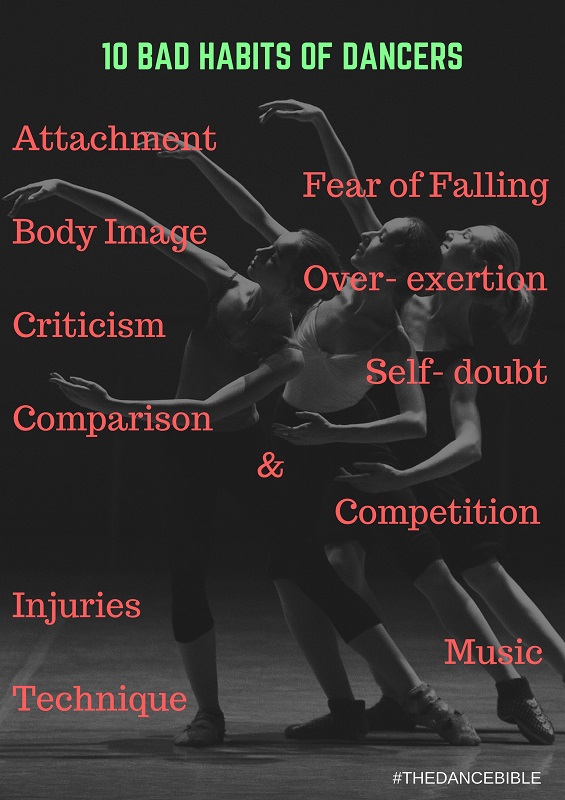 10 BAD HABITS OF DANCERS
Attachment
Fear of Falling
Body Image
Over- exertion
Criticism
Self- doubt
Comparison
&
Competition
Injuries
Music
Technique
#THEDANCEBIBLE